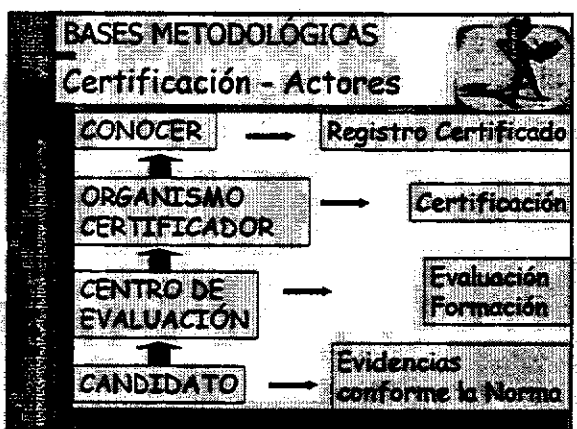 BASES METODOLÓGICAS
Certificación - Actores
CONOCER
Registro Certificado
ORGANISMO
CERTIFICADOR
Certificación
CENTRO DE
EVALUACIÓN
Evaluación
Formación
CANDIDATO
Evidencias
conforme la Norma